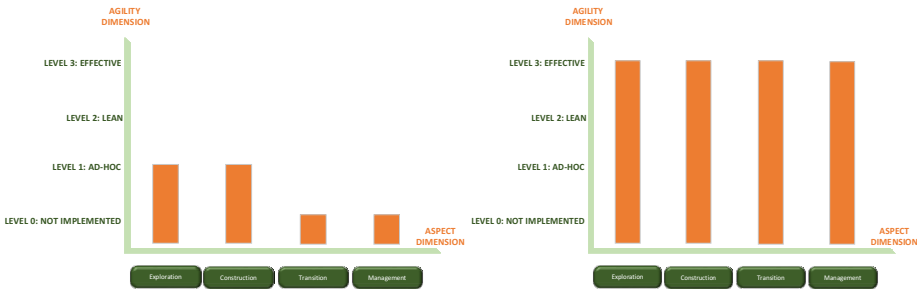 AGILITY
DIMENSION
LEVEL 3: EFFECTIVE
LEVEL 2: LEAN
LEVEL 1: AD-HOC
LEVEL 0: NOT IMPLEMENTED
ASPECT
DIMENSION
Exploration
Construction
Transition
Management
AGILITY
DIMENSION
LEVEL 3: EFFECTIVE
LEVEL 2: LEAN
LEVEL 1: AD-HOC
LEVEL 0: NOT IMPLEMENTED
ASPECT
DIMENSION
Exploration
Construction
Transition
Management